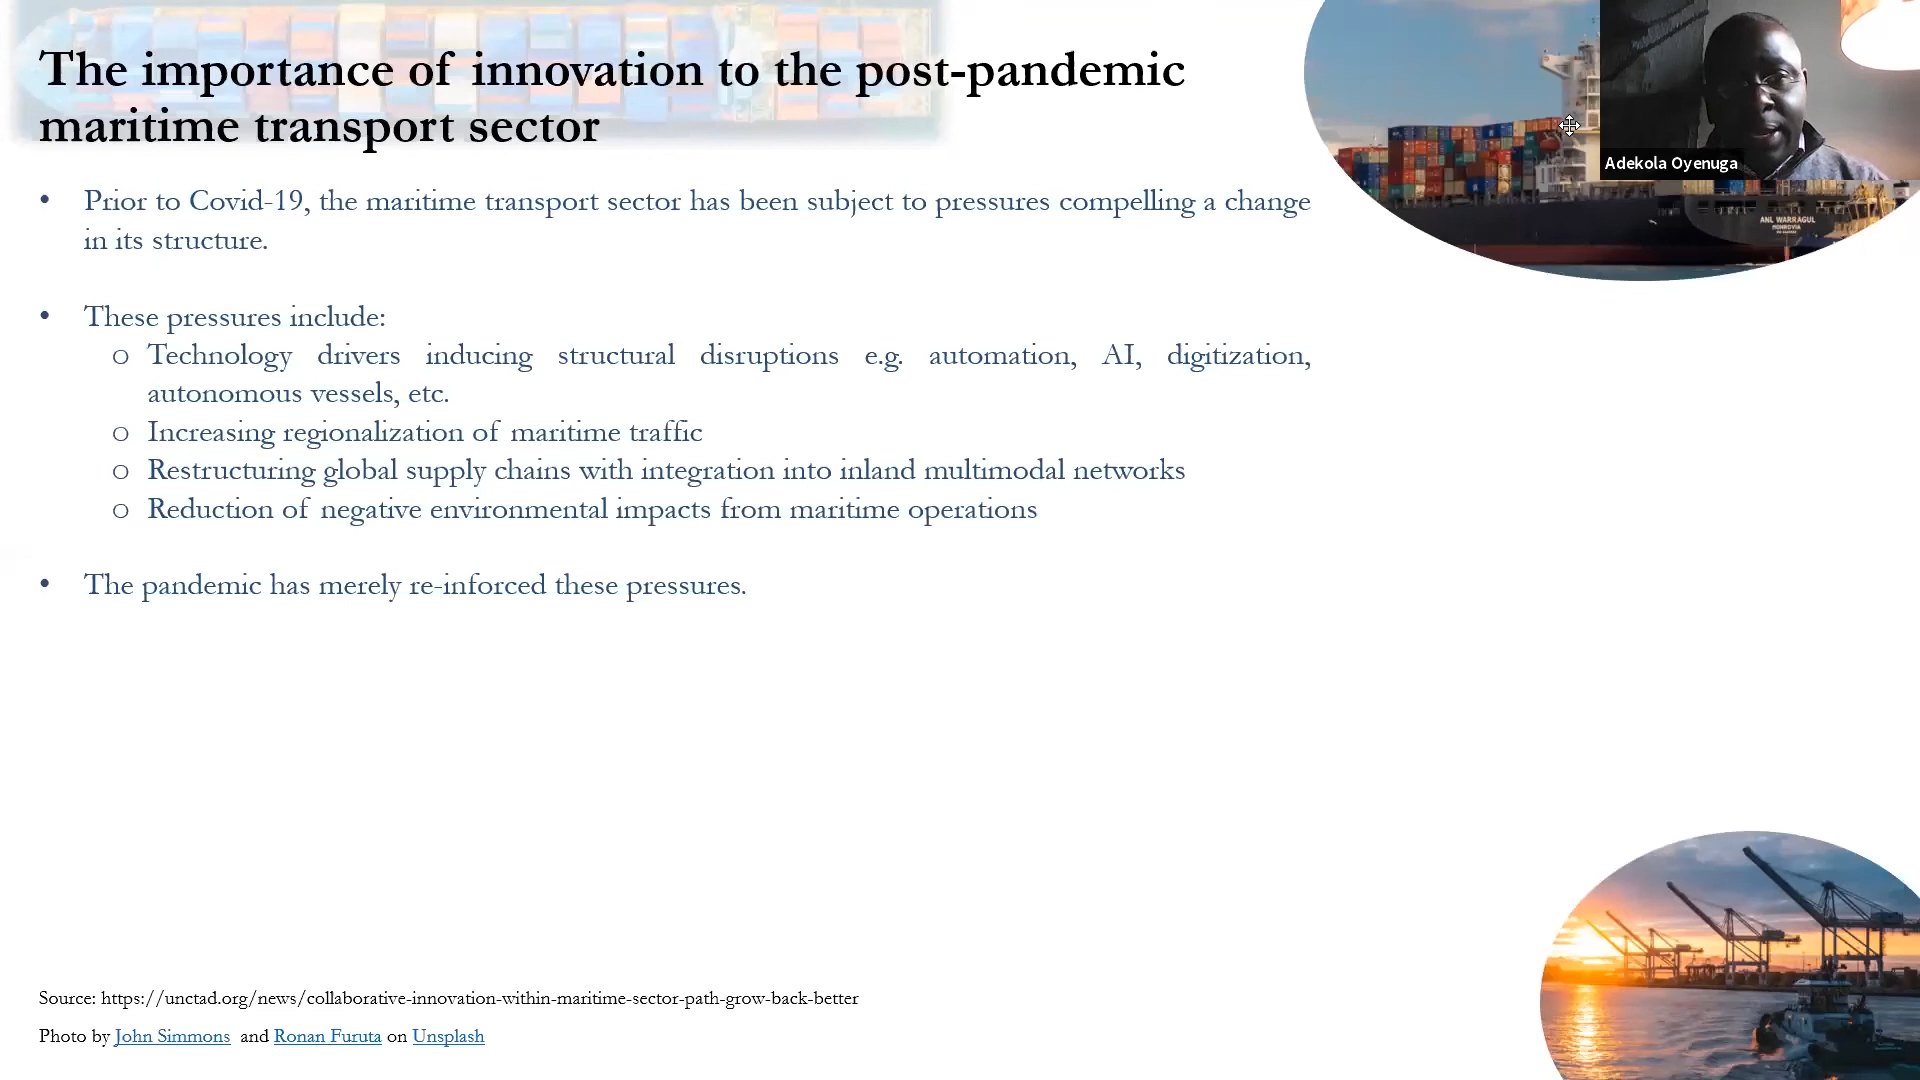 The importance of innovation to the post-pandemic
maritime transport sector
• Prior to Covid-19, the maritime transport sector has been subject to pressures compelling a change
in its structure.
• These pressures include:
o Technology drivers inducing structural disruptions e.g. automation, AI, digitization,
autonomous vessels, etc.
o Increasing regionalization of maritime traffic
o Restructuring global supply chains with integration into inland multimodal networks
o Reduction of negative environmental impacts from maritime operations
• The pandemic has merely re-inforced these pressures.
Adekola Oyenuga
ANL WARRAGUL
MONROVIA
Source: https://unctad.org/news/collaborative-innovation-within-maritime-sector-path-grow-back-better
Photo by John Simmons and Ronan Furuta on Unsplash